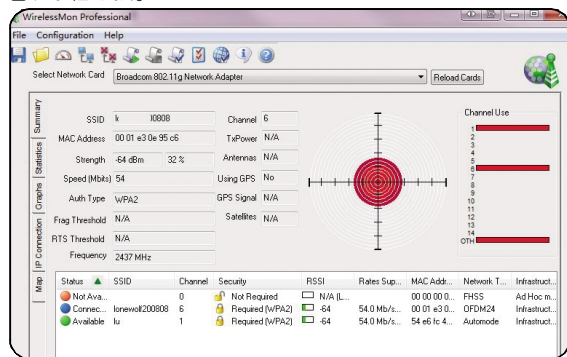 WirelessMon Professional
File Configuration Help
Select Network Card Broadcom 802.11g Network Adapter Reload Cards
Summary
Statistics
Graphs
IP Connection
Map
SSID l0808 Channel 6
MAC Address 00 01 e3 0e 95 c6 TxPower N/A
Strength -64 dBm 32 % Antennas N/A
Speed (Mbits) 54 Using GPS No
Auth Type WPA2 GPS Signal N/A
Frag Threshold N/A Satellites N/A
RTS Threshold N/A
Frequency 2437 MHz
Channel Use
1
2
3
4
5
6
7
8
9
10
11
12
13
14
OTH
Status SSID Channel Security RSSI Rates Sup... MAC Addr... Network T... Infrastruct...
Not Ava... 0 Not Required N/A (L... 00 00 00 0... FHSS Ad Hoc m...
Connec... lonewolf200808 6 Required (WPA2) -64 54.0 Mb/s... 00 01 e3 0... OFDM24 Infrastruct...
Available lu 1 Required (WPA2) -64 54.0 Mb/s... 54 e6 fc 4... Automode Infrastruct...